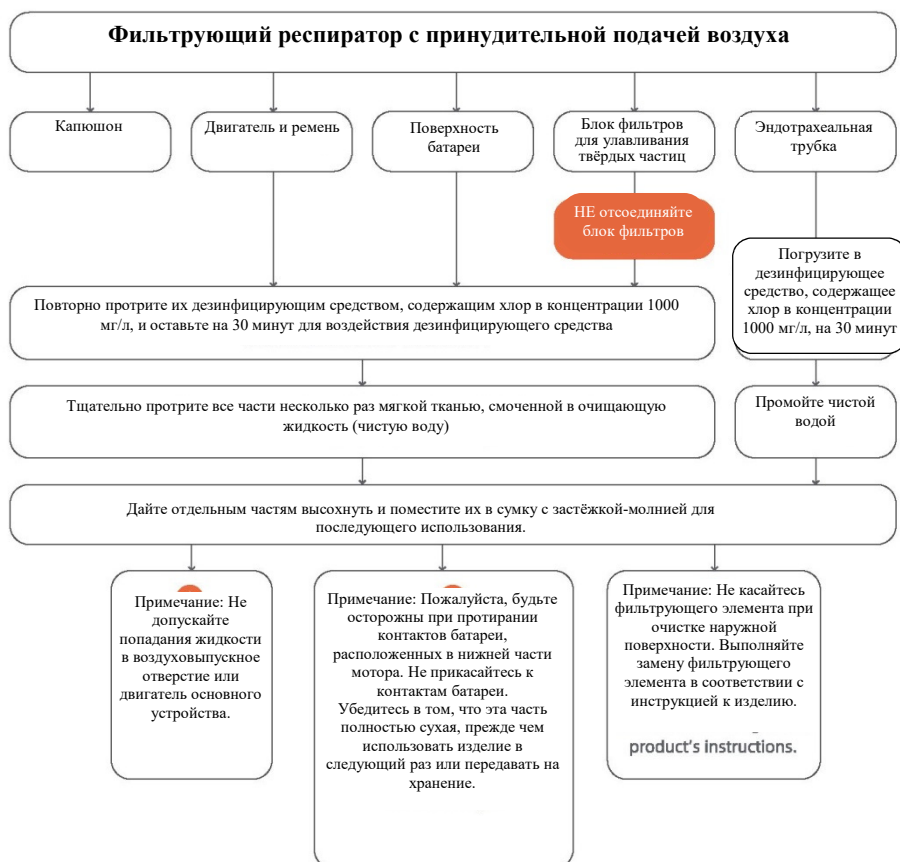 Фильтрующий респиратор с принудительной подачей воздуха
Капюшон
Двигатель и ремень
Поверхность
батареи
Блок фильтров
для улавливания
твёрдых частиц
Эндотрахеальная
трубка
НЕ отсоединяйте
блок фильтров
Погрузите в
дезинфицирующее
средство, содержащее
хлор в концентрации
1000 мг/л, на 30 минут
Повторно протрите их дезинфицирующим средством, содержащим хлор в концентрации 1000
мг/л, и оставьте на 30 минут для воздействия дезинфицирующего средства
Тщательно протрите все части несколько раз мягкой тканью, смоченной в очищающую
жидкость (чистую воду)
Промойте чистой
водой
Дайте отдельным частям высохнуть и поместите их в сумку с застёжкой-молнией для
последующего использования.
Примечание: Не
допускайте
попадания жидкости
в воздуховыпускное
отверстие или
двигатель основного
устройства.
Примечание: Пожалуйста, будьте
осторожны при протирании
контактов батареи,
расположенных в нижней части
мотора. Не прикасайтесь к
контактам батареи.
Убедитесь в том, что эта часть
полностью сухая, прежде чем
использовать изделие в
следующий раз или передавать на
хранение.
Примечание: Не касайтесь
фильтрующего элемента при
очистке наружной
поверхности. Выполняйте
замену фильтрующего
элемента в соответствии с
инструкцией к изделию.
product's instructions.